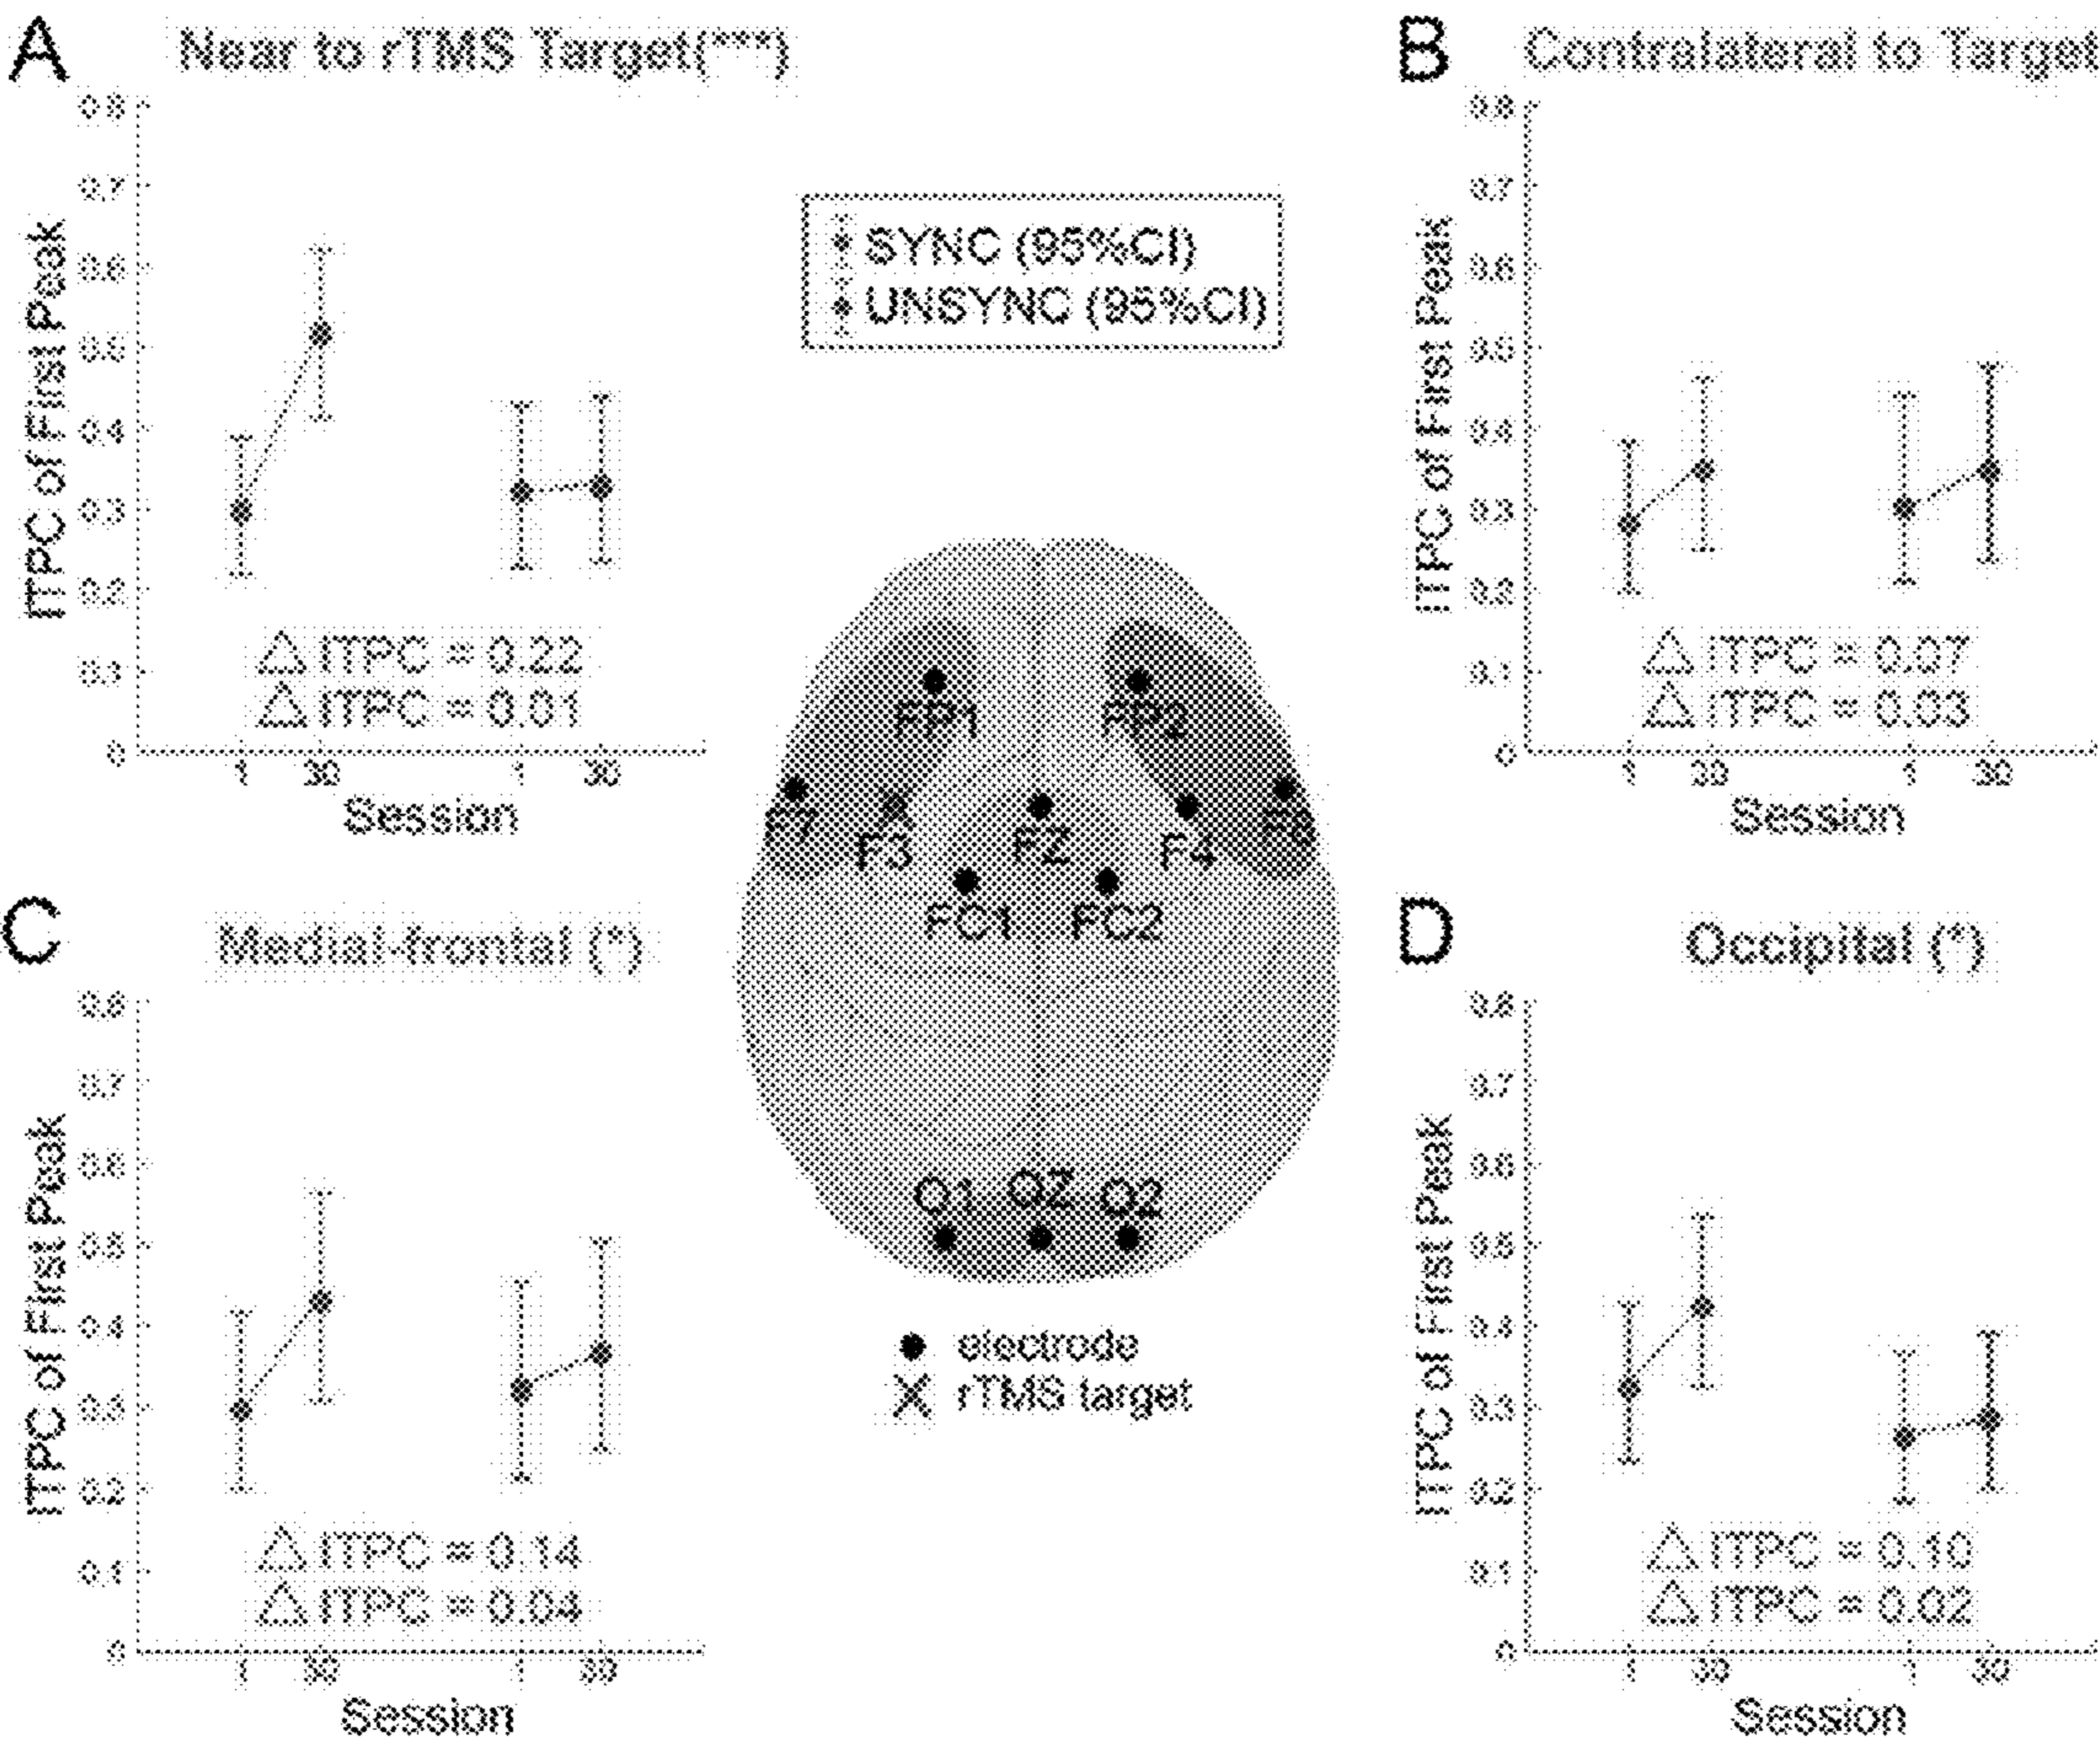 A Near to rTMS Target(***)
0.8
0.7
0.6
0.5
0.4
0.3
0.2
0.1
0
ITPC of First Peak
△ ITPC = 0.22
△ ITPC = 0.01
1 30 1 30
Session
SYNC (95%CI)
UNSYNC (95%CI)
B Contralateral to Target
0.8
0.7
0.6
0.5
0.4
0.3
0.2
0.1
0
ITPC of First Peak
△ ITPC = 0.07
△ ITPC = 0.03
1 30 1 30
Session
FP1 FP2
F7 F3 FZ F4 F8
FC1 FC2
O1 OZ O2
electrode
rTMS target
C Medial-frontal (*)
0.8
0.7
0.6
0.5
0.4
0.3
0.2
0.1
0
ITPC of First Peak
△ ITPC = 0.14
△ ITPC = 0.04
1 30 1 30
Session
D Occipital (*)
0.8
0.7
0.6
0.5
0.4
0.3
0.2
0.1
0
ITPC of First Peak
△ ITPC = 0.10
△ ITPC = 0.02
1 30 1 30
Session